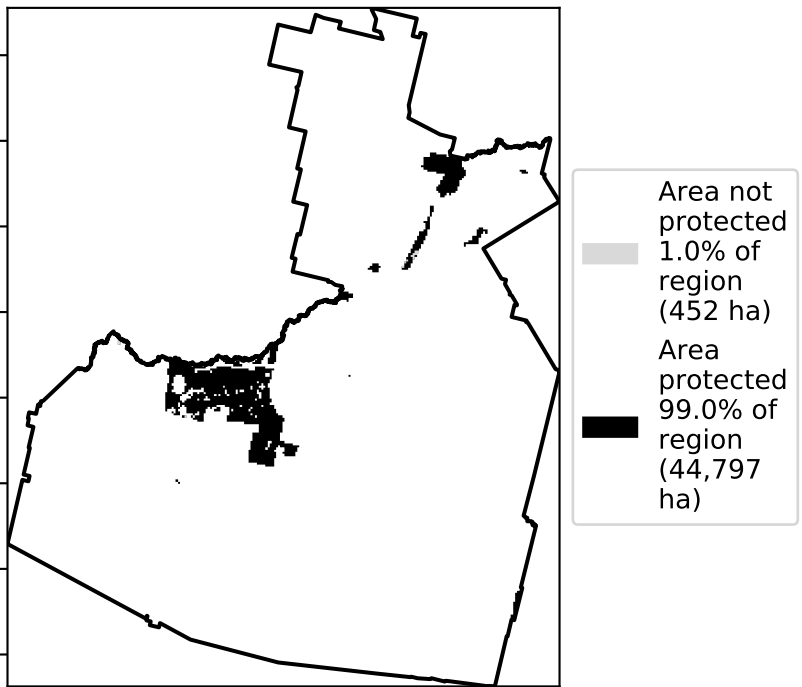 Area not
protected
1.0% of
region
(452 ha)
Area
protected
99.0% of
region
(44,797
ha)